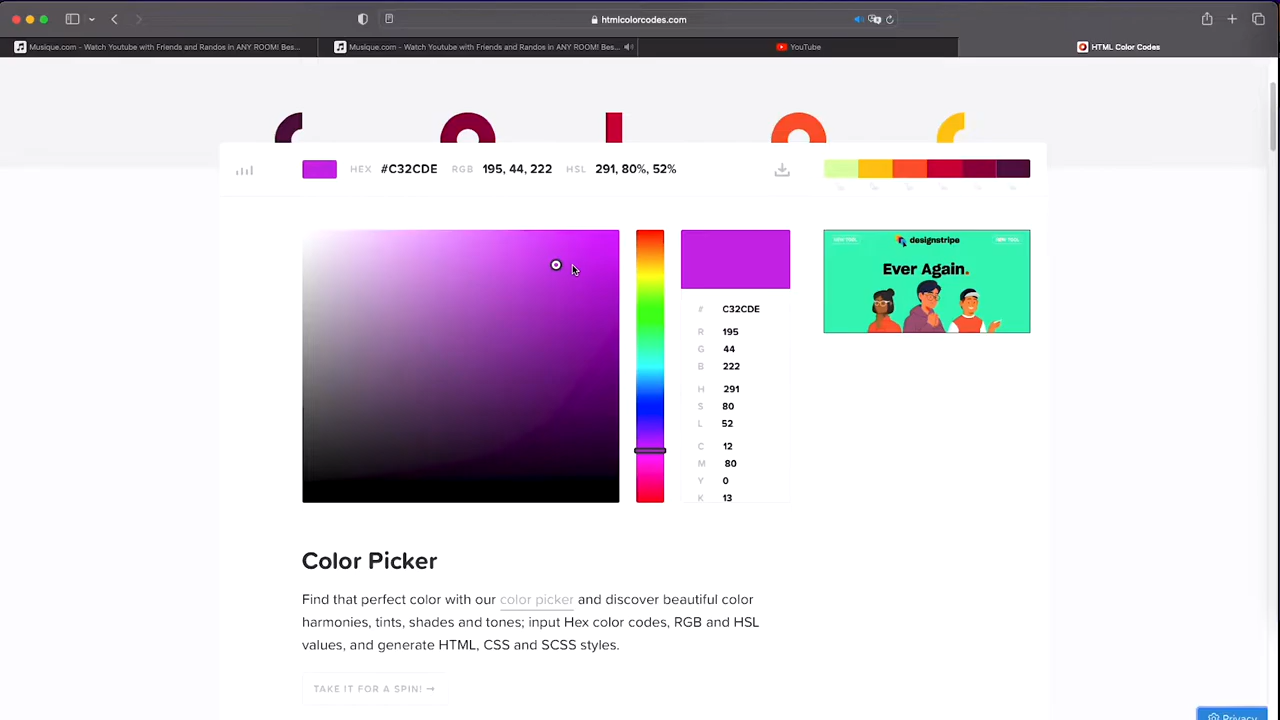 htmlcolorcodes.com
Musique.com - Watch Youtube with Friends and Randos in ANY ROOM! Bes...
Musique.com - Watch Youtube with Friends and Randos in ANY ROOM! Bes...
YouTube
HTML Color Codes
HEX #C32CDE RGB 195, 44, 222 HSL 291, 80%, 52%
NEW TOOL
designstripe
NEW TOOL
Ever Again.
# C32CDE
R 195
G 44
B 222
H 291
S 80
L 52
C 12
M 80
Y 0
K 13
Color Picker
Find that perfect color with our color picker and discover beautiful color
harmonies, tints, shades and tones; input Hex color codes, RGB and HSL
values, and generate HTML, CSS and SCSS styles.
TAKE IT FOR A SPIN! →
Privacy